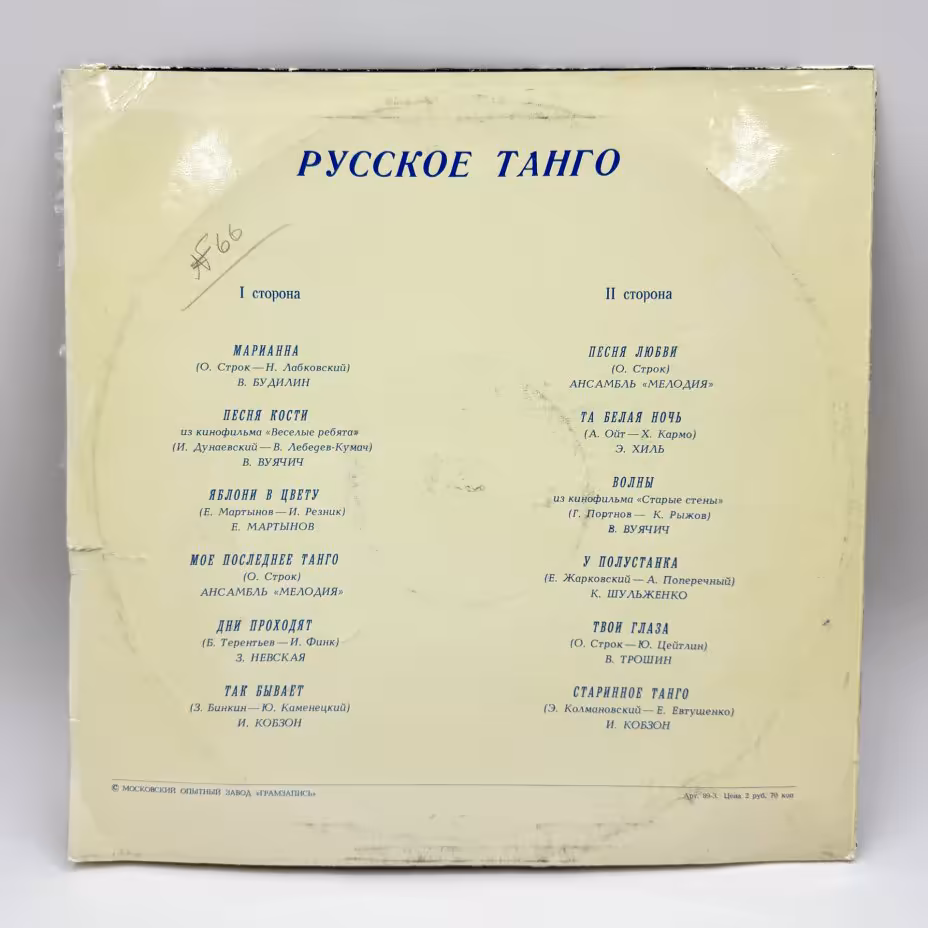 РУССКОЕ ТАНГО
№66
I сторона
МАРИАННА
(О. Строк — Н. Лабковский)
В. БУДИЛИН
ПЕСНЯ КОСТИ
из кинофильма «Веселые ребята»
(И. Дунаевский — В. Лебедев-Кумач)
В. ВУЯЧИЧ
ЯБЛОНИ В ЦВЕТУ
(Е. Мартынов — И. Резник)
Е. МАРТЫНОВ
МОЕ ПОСЛЕДНЕЕ ТАНГО
(О. Строк)
АНСАМБЛЬ «МЕЛОДИЯ»
ДНИ ПРОХОДЯТ
(Б. Терентьев — И. Финк)
З. НЕВСКАЯ
ТАК БЫВАЕТ
(З. Бинкин — Ю. Каменецкий)
И. КОБЗОН
II сторона
ПЕСНЯ ЛЮБВИ
(О. Строк)
АНСАМБЛЬ «МЕЛОДИЯ»
ТА БЕЛАЯ НОЧЬ
(А. Ойт — Х. Кармо)
Э. ХИЛЬ
ВОЛНЫ
из кинофильма «Старые стены»
(Г. Портнов — К. Рыжов)
В. ВУЯЧИЧ
У ПОЛУСТАНКА
(Е. Жарковский — А. Поперечный)
К. ШУЛЬЖЕНКО
ТВОИ ГЛАЗА
(О. Строк — Ю. Цейтлин)
В. ТРОШИН
СТАРИННОЕ ТАНГО
(Э. Колмановский — Е. Евтушенко)
И. КОБЗОН
© МОСКОВСКИЙ ОПЫТНЫЙ ЗАВОД «ГРАМЗАПИСЬ»
Арт. 89-3. Цена 2 руб. 70 коп